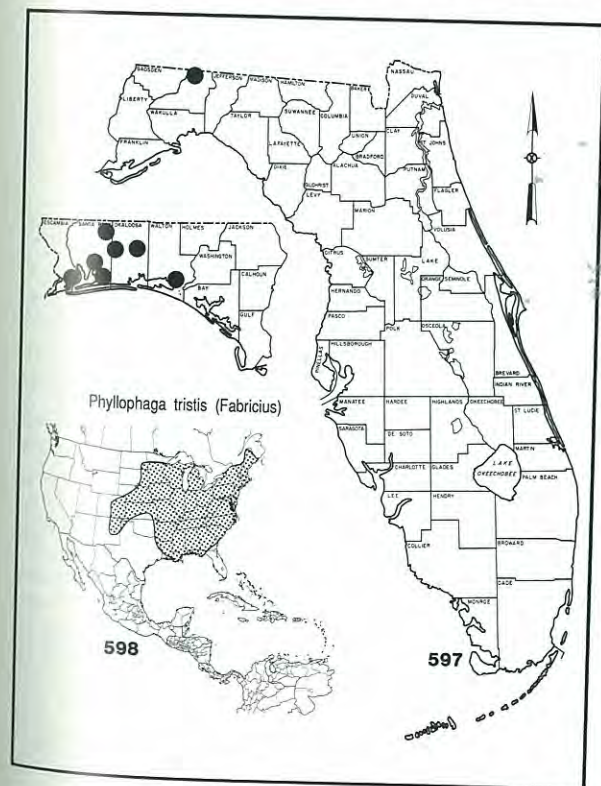 GADSDEN
JEFFERSON
MADISON
HAMILTON
NASSAU
BAKER
DUVAL
LIBERTY
WAKULLA
TAYLOR
SUWANNEE
COLUMBIA
UNION
CLAY
ST JOHNS
FRANKLIN
LAFAYETTE
BRADFORD
DIXIE
ALACHUA
PUTNAM
GILCHRIST
FLAGLER
LEVY
MARION
VOLUSIA
ESCAMBIA
SANTA
OKALOOSA
WALTON
HOLMES
JACKSON
WASHINGTON
BAY
CALHOUN
GULF
CITRUS
SUMTER
LAKE
ORANGE
SEMINOLE
HERNANDO
PASCO
POLK
OSCEOLA
HILLSBOROUGH
PINELLAS
BREVARD
INDIAN RIVER
MANATEE
HARDEE
HIGHLANDS
OKEECHOBEE
ST LUCIE
SARASOTA
DE SOTO
MARTIN
CHARLOTTE
GLADES
LAKE
OKEECHOBEE
PALM BEACH
LEE
HENDRY
COLLIER
BROWARD
MONROE
DADE
Phyllophaga tristis (Fabricius)
598
597